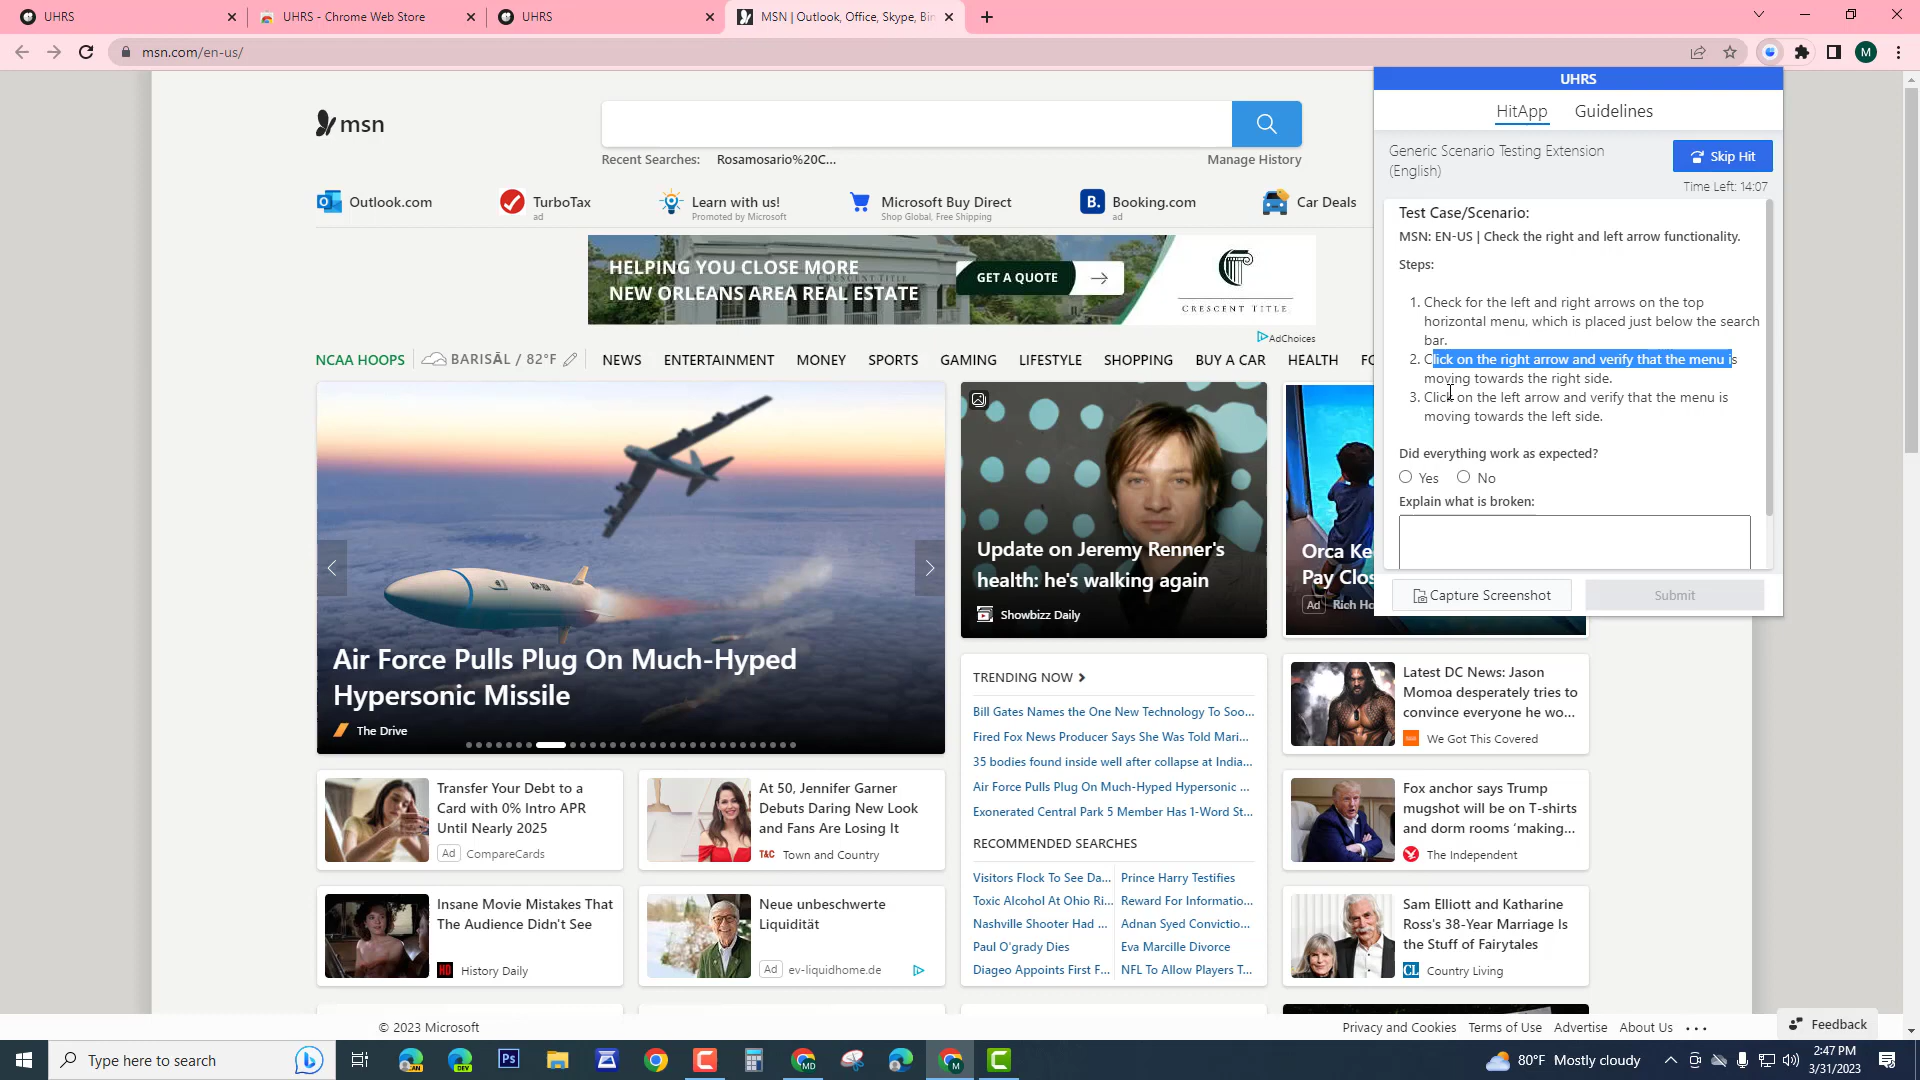 UHRS
UHRS - Chrome Web Store
UHRS
MSN | Outlook, Office, Skype, Bin
msn.com/en-us/
M
msn
Recent Searches: Rosamosario%20C...
Manage History
Outlook.com
TurboTax
ad
Learn with us!
Promoted by Microsoft
Microsoft Buy Direct
Shop Global, Free Shipping
B.
Booking.com
ad
Car Deals
HELPING YOU CLOSE MORE
NEW ORLEANS AREA REAL ESTATE
GET A QUOTE
CRESCENT TITLE
AdChoices
NCAA HOOPS
BARISĀL / 82°F
NEWS ENTERTAINMENT MONEY SPORTS GAMING LIFESTYLE SHOPPING BUY A CAR HEALTH FO
Air Force Pulls Plug On Much-Hyped
Hypersonic Missile
The Drive
Update on Jeremy Renner's
health: he's walking again
Showbizz Daily
Orca Ke
Pay Clos
Ad Rich Ho
TRENDING NOW
Bill Gates Names the One New Technology To Soo...
Fired Fox News Producer Says She Was Told Mari...
35 bodies found inside well after collapse at India...
Air Force Pulls Plug On Much-Hyped Hypersonic ...
Exonerated Central Park 5 Member Has 1-Word St...
RECOMMENDED SEARCHES
Visitors Flock To See Da... Prince Harry Testifies
Toxic Alcohol At Ohio Ri... Reward For Informatio...
Nashville Shooter Had ... Adnan Syed Convictio...
Paul O'grady Dies Eva Marcille Divorce
Diageo Appoints First F... NFL To Allow Players T...
Latest DC News: Jason
Momoa desperately tries to
convince everyone he wo...
We Got This Covered
Transfer Your Debt to a
Card with 0% Intro APR
Until Nearly 2025
Ad CompareCards
At 50, Jennifer Garner
Debuts Daring New Look
and Fans Are Losing It
T&C Town and Country
Fox anchor says Trump
mugshot will be on T-shirts
and dorm rooms ‘making...
The Independent
Insane Movie Mistakes That
The Audience Didn't See
HD History Daily
Neue unbeschwerte
Liquidität
Ad ev-liquidhome.de
Sam Elliott and Katharine
Ross's 38-Year Marriage Is
the Stuff of Fairytales
CL Country Living
UHRS
HitApp Guidelines
Generic Scenario Testing Extension
(English)
Skip Hit
Time Left: 14:07
Test Case/Scenario:
MSN: EN-US | Check the right and left arrow functionality.
Steps:
1. Check for the left and right arrows on the top
horizontal menu, which is placed just below the search
bar.
2. Click on the right arrow and verify that the menu is
moving towards the right side.
3. Click on the left arrow and verify that the menu is
moving towards the left side.
Did everything work as expected?
Yes No
Explain what is broken:
Capture Screenshot
Submit
© 2023 Microsoft
Privacy and Cookies Terms of Use Advertise About Us ...
Feedback
Type here to search
CAN
DEV
Ps
MD
M
80°F Mostly cloudy
2:47 PM
3/31/2023